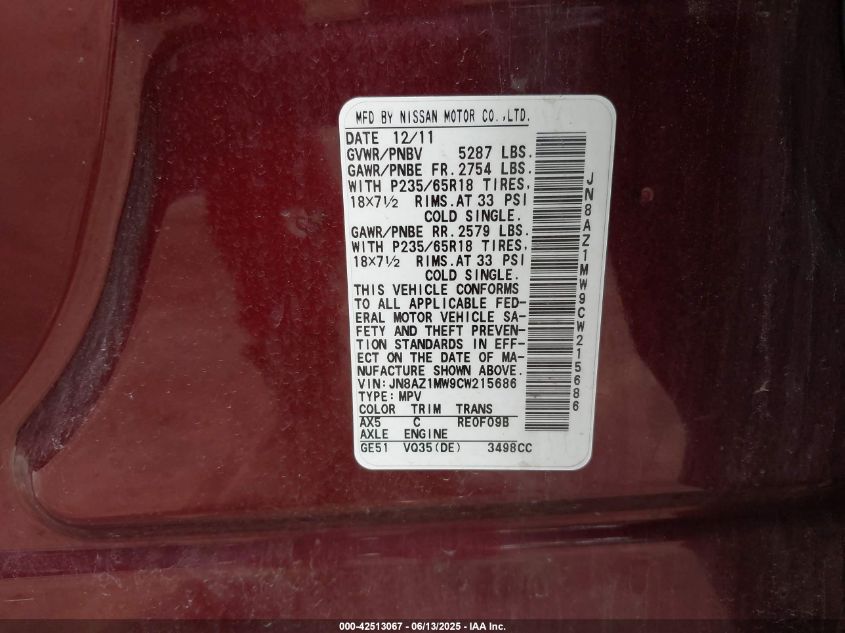 MFD BY NISSAN MOTOR CO.,LTD.
DATE 12/11
GVWR/PNBV 5287 LBS.
GAWR/PNBE FR. 2754 LBS.
WITH P235/65R18 TIRES,
18×7½ RIMS.AT 33 PSI
COLD SINGLE.
GAWR/PNBE RR. 2579 LBS.
WITH P235/65R18 TIRES,
18×7½ RIMS.AT 33 PSI
COLD SINGLE.
THIS VEHICLE CONFORMS
TO ALL APPLICABLE FED-
ERAL MOTOR VEHICLE SA-
FETY AND THEFT PREVEN-
TION STANDARDS IN EFF-
ECT ON THE DATE OF MA-
NUFACTURE SHOWN ABOVE.
VIN:JN8AZ1MW9CW215686
TYPE:MPV
COLOR TRIM TRANS
AX5 C RE0F09B
AXLE ENGINE
GE51 VQ35(DE) 3498CC
JN8AZ1MW9CW215686
000-42513067 - 06/13/2025 - IAA Inc.